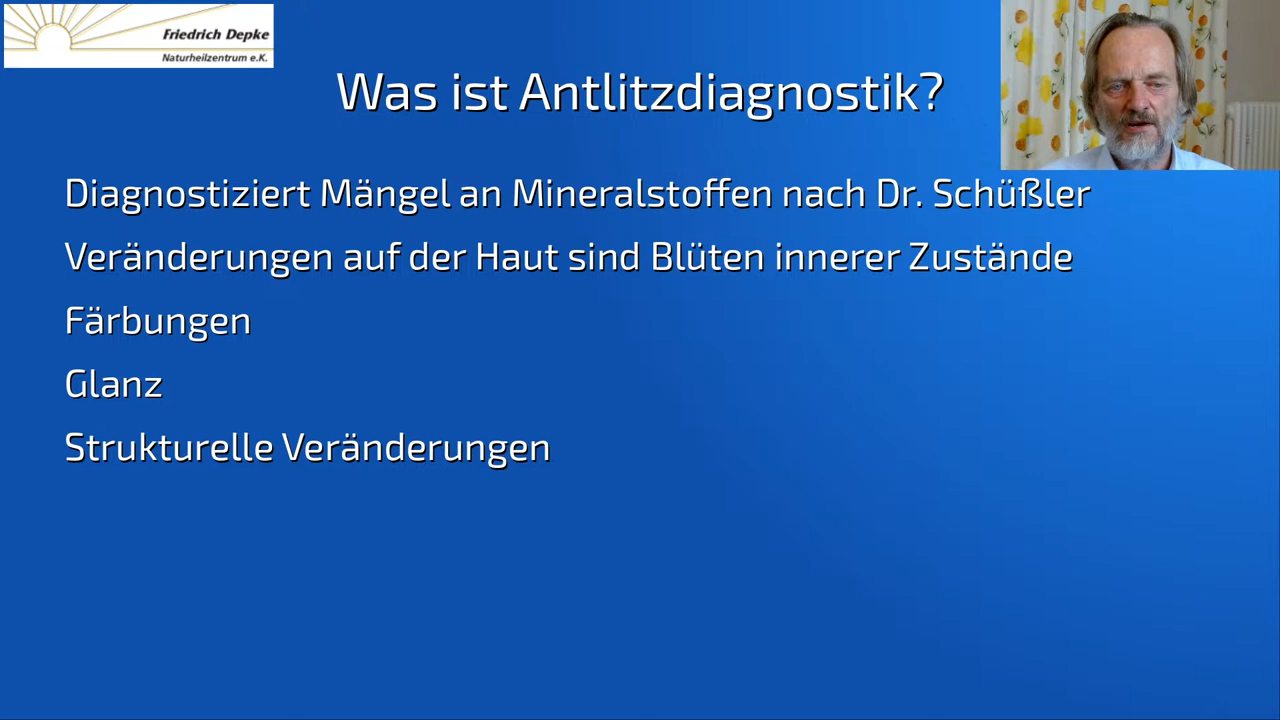 Friedrich Depke
Naturheilzentrum e.K.
Was ist Antlitzdiagnostik?
Diagnostiziert Mängel an Mineralstoffen nach Dr. Schüßler
Veränderungen auf der Haut sind Blüten innerer Zustände
Färbungen
Glanz
Strukturelle Veränderungen